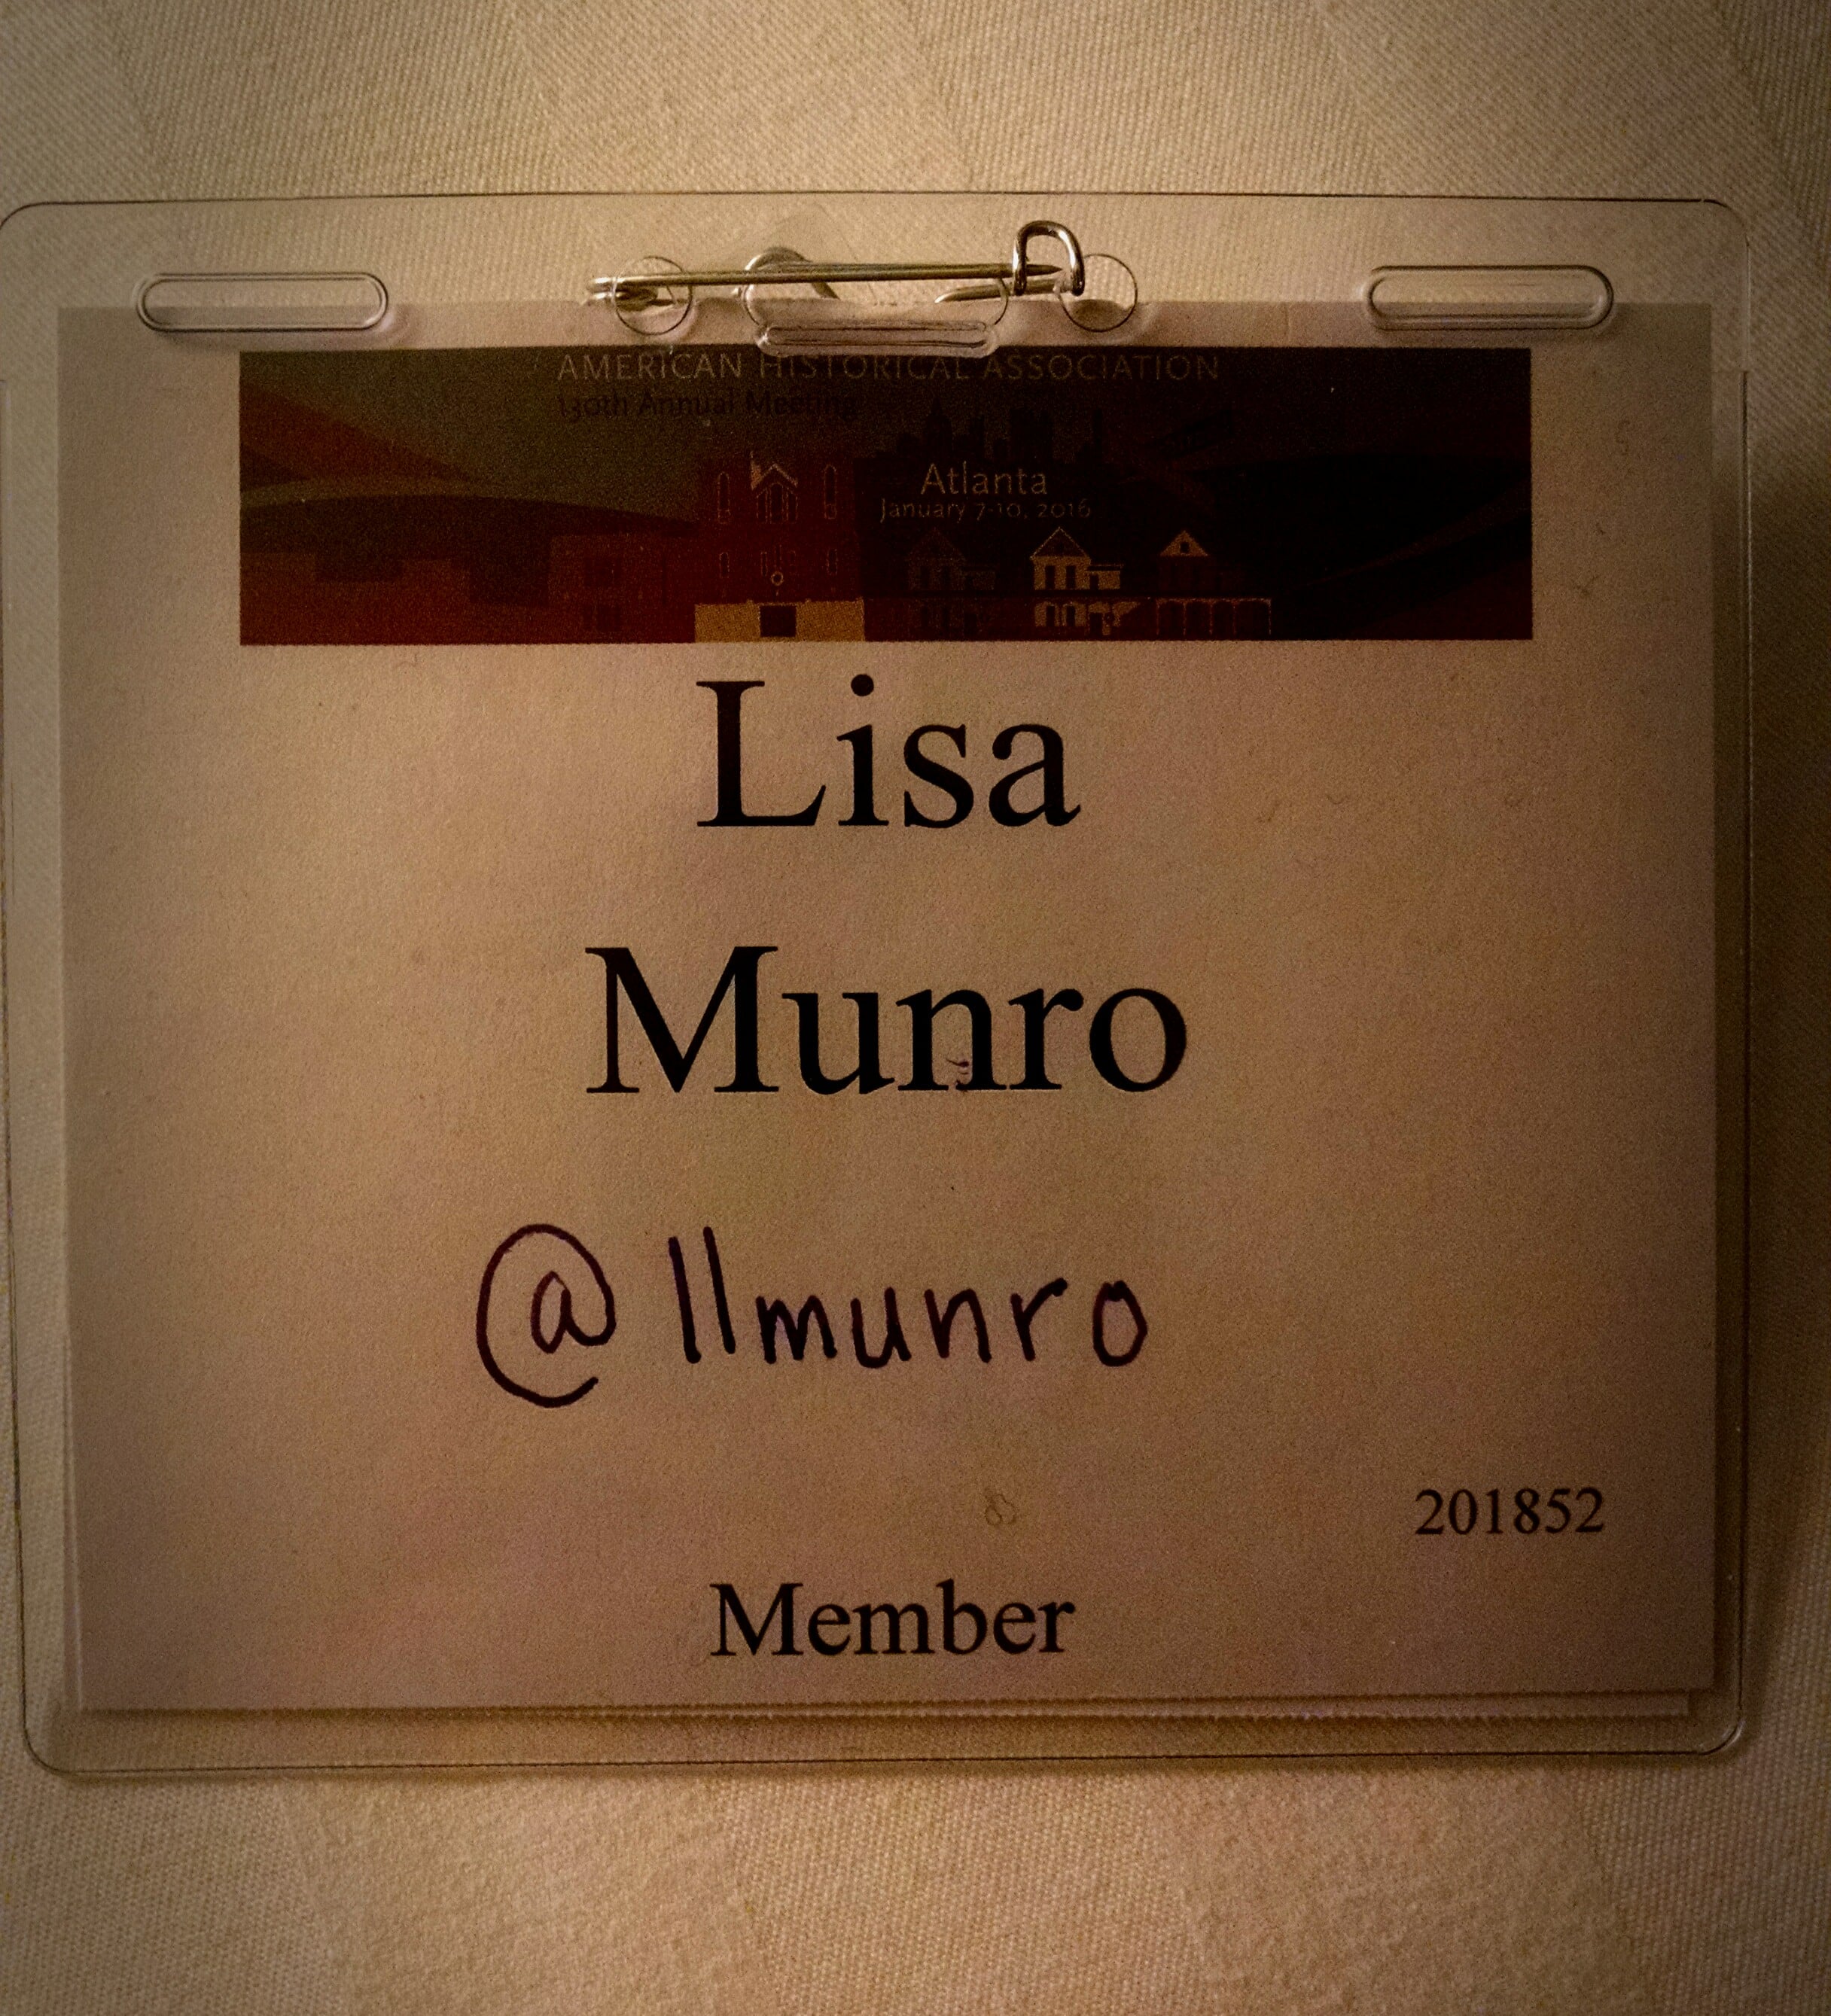 AMERICAN HISTORICAL ASSOCIATION
130th Annual Meeting
Atlanta
January 7-10, 2016
Lisa
Munro
@llmunro
201852
Member